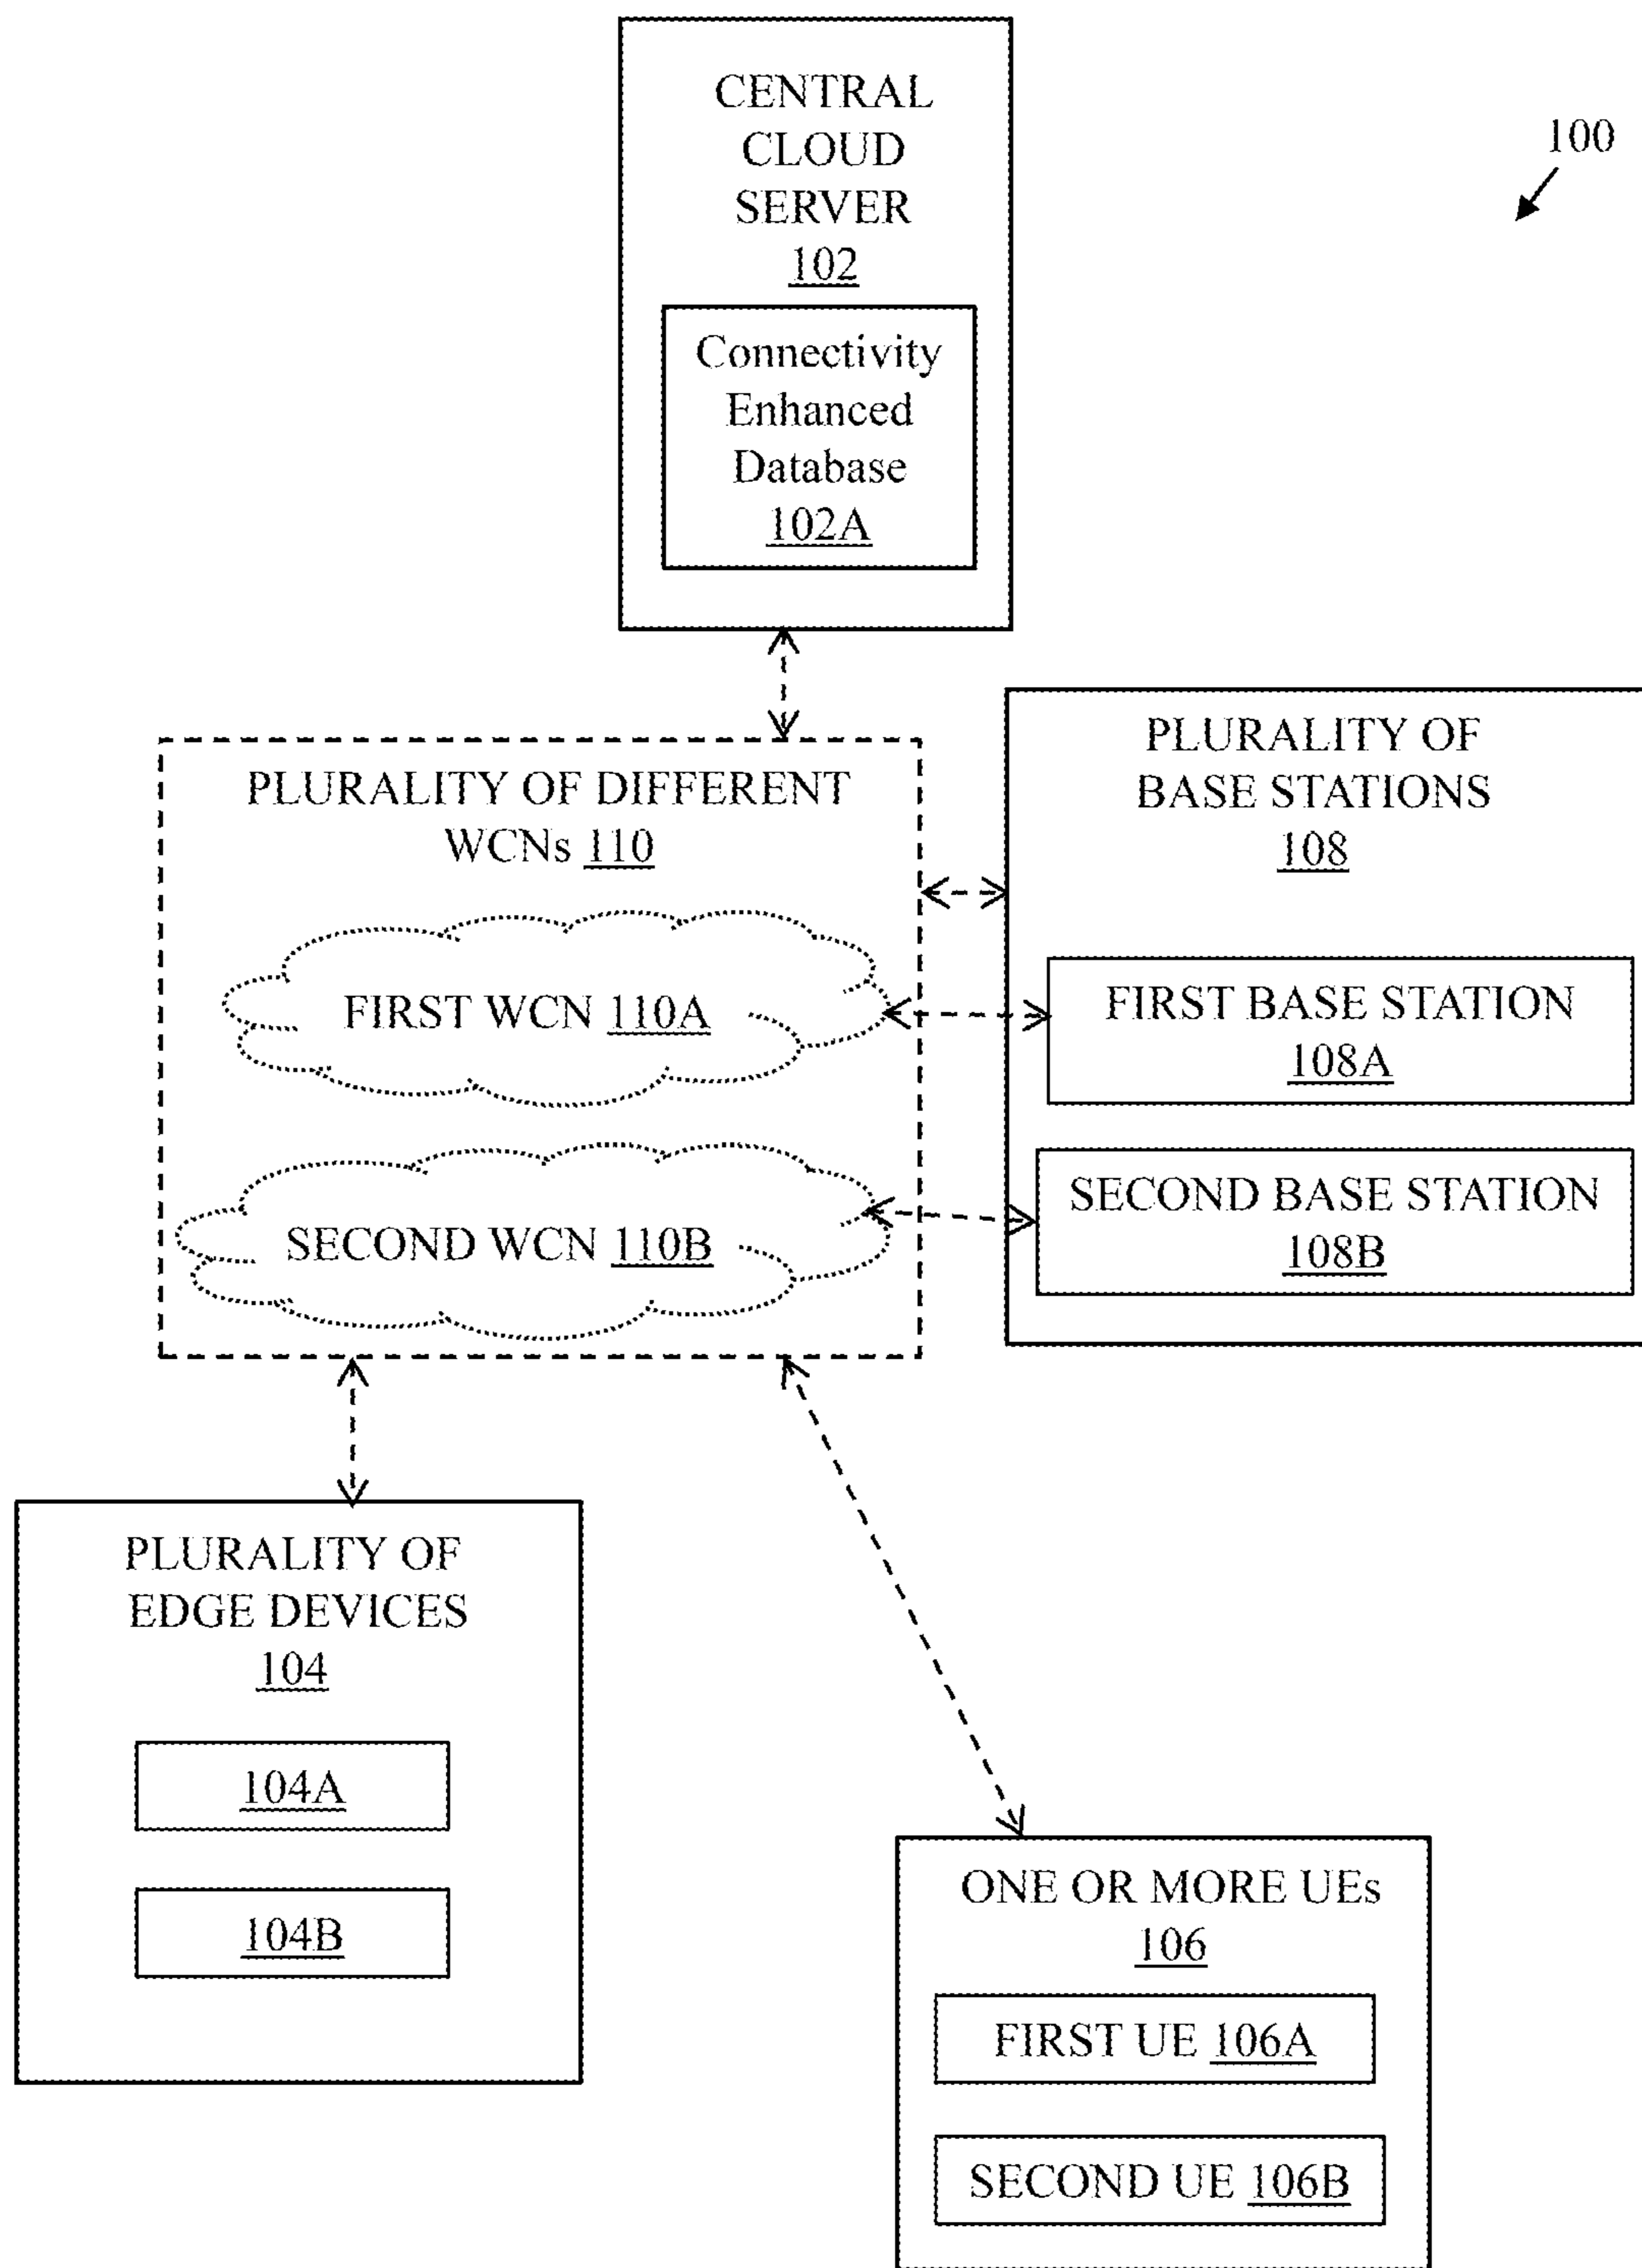 CENTRAL
CLOUD
SERVER
102
Connectivity
Enhanced
Database
102A
100
PLURALITY OF DIFFERENT
WCNs 110
FIRST WCN 110A
SECOND WCN 110B
PLURALITY OF
BASE STATIONS
108
FIRST BASE STATION
108A
SECOND BASE STATION
108B
PLURALITY OF
EDGE DEVICES
104
104A
104B
ONE OR MORE UEs
106
FIRST UE 106A
SECOND UE 106B